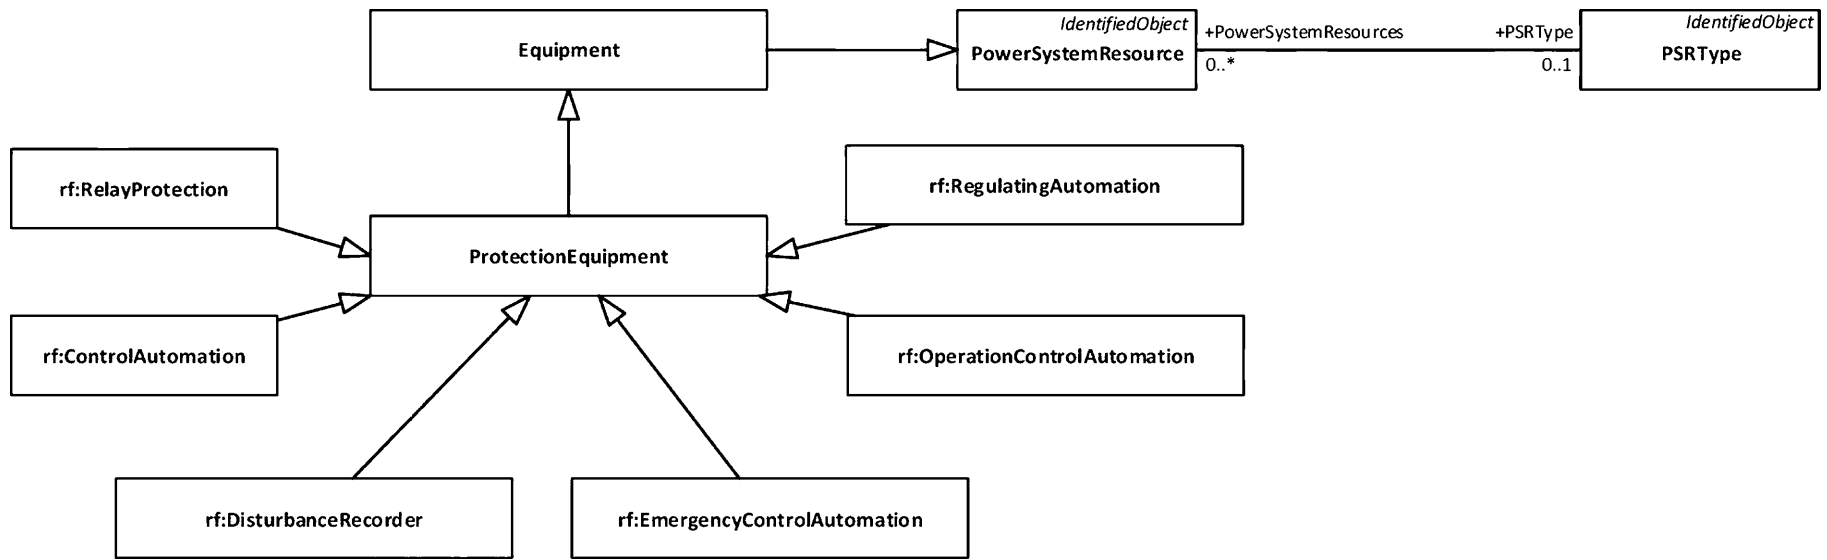 Equipment
IdentifiedObject
PowerSystemResource
+PowerSystemResources
0..*
+PSRType
0..1
IdentifiedObject
PSRType
rf:RelayProtection
rf:RegulatingAutomation
ProtectionEquipment
rf:ControlAutomation
rf:OperationControlAutomation
rf:DisturbanceRecorder
rf:EmergencyControlAutomation